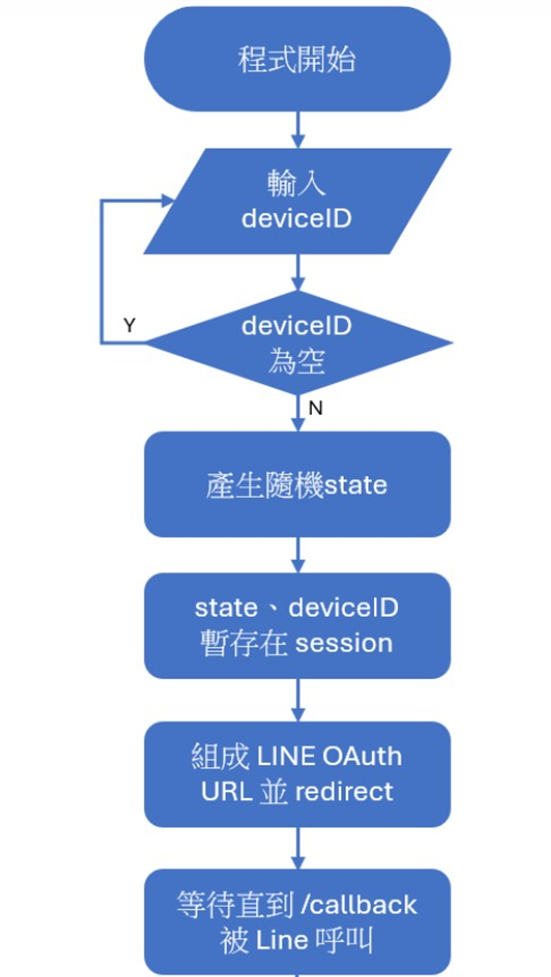 程式開始
輸入
deviceID
deviceID
為空
Y
N
產生隨機state
state、deviceID
暫存在 session
組成 LINE OAuth
URL 並 redirect
等待直到 /callback
被 Line 呼叫